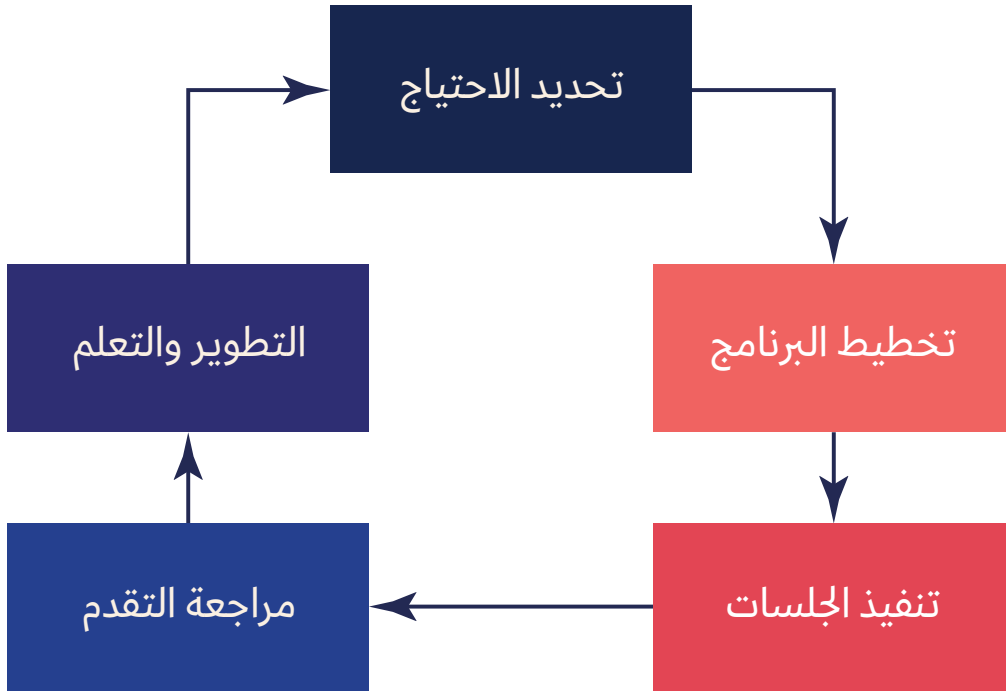 تحديد الاحتياج
تخطيط البرنامج
تنفيذ الجلسات
مراجعة التقدم
التطوير والتعلم